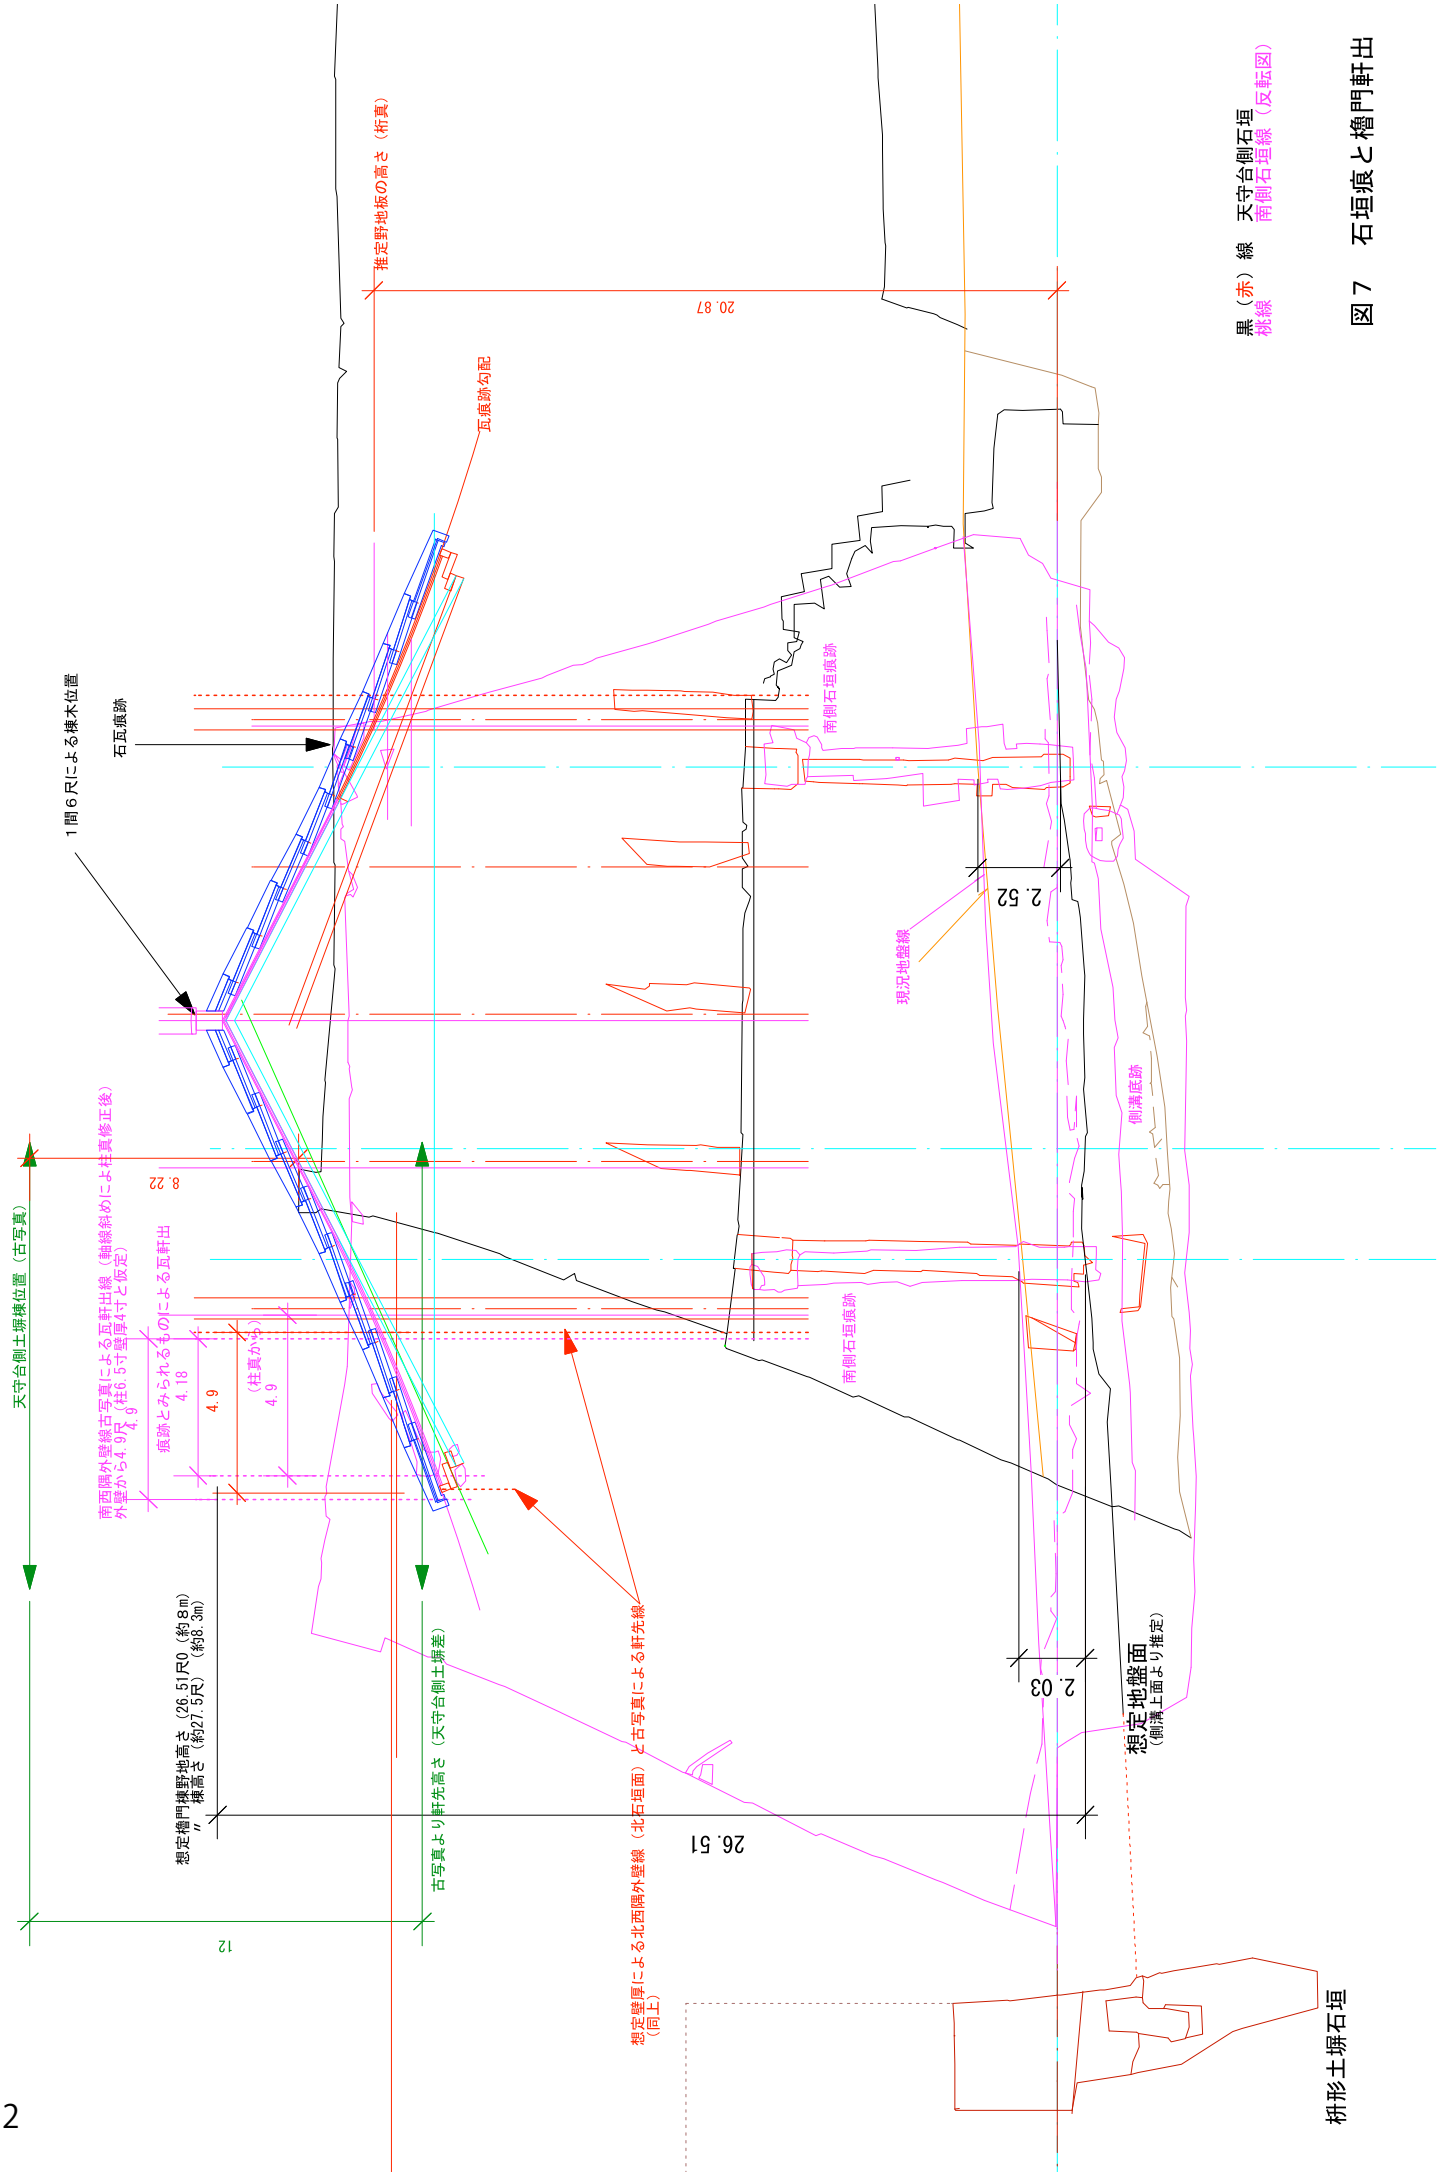 図７　石垣痕と櫓門軒出
黒（赤）線　天守台側石垣
桃線　南側石垣線（反転図）
推定野地板の高さ（桁真）
20.87
瓦痕跡勾配
１間６尺による棟木位置
石瓦痕跡
南側石垣痕跡
2.52
現況地盤線
側溝底跡
南側石垣痕跡
天守台側土塀棟位置（古写真）
8.22
南西隅外壁線古写真による瓦軒出線（軸線斜めによ柱真修正後）
外壁から4.9尺（柱6.5寸壁厚4寸と仮定）
4.9
痕跡とみられるものによる瓦軒出
4.18
4.9
（柱真から）
4.9
想定櫓門棟野地高さ（26.51尺0（約８m）
〃　棟高さ（約27.5尺）（約8.3m）
古写真より軒先高さ（天守台側土塀差）
想定壁厚による北西隅外壁線（北石垣面）と古写真による軒先線
（同上）
26.51
2.03
想定地盤面
（側溝上面より推定）
12
枡形土塀石垣
2